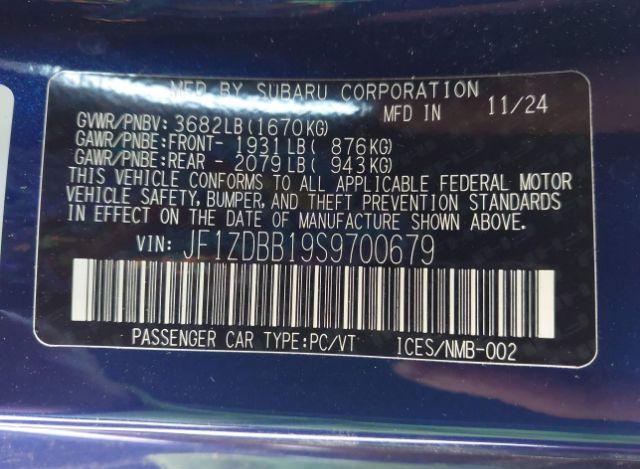 MFD BY SUBARU CORPORATION
GVWR/PNBV: 3682LB(1670KG) MFD IN 11/24
GAWR/PNBE:FRONT- 1931LB( 876KG)
GAWR/PNBE:REAR - 2079LB( 943KG)
THIS VEHICLE CONFORMS TO ALL APPLICABLE FEDERAL MOTOR
VEHICLE SAFETY, BUMPER, AND THEFT PREVENTION STANDARDS
IN EFFECT ON THE DATE OF MANUFACTURE SHOWN ABOVE.
VIN: JF1ZDBB19S9700679
PASSENGER CAR TYPE:PC/VT ICES/NMB-002